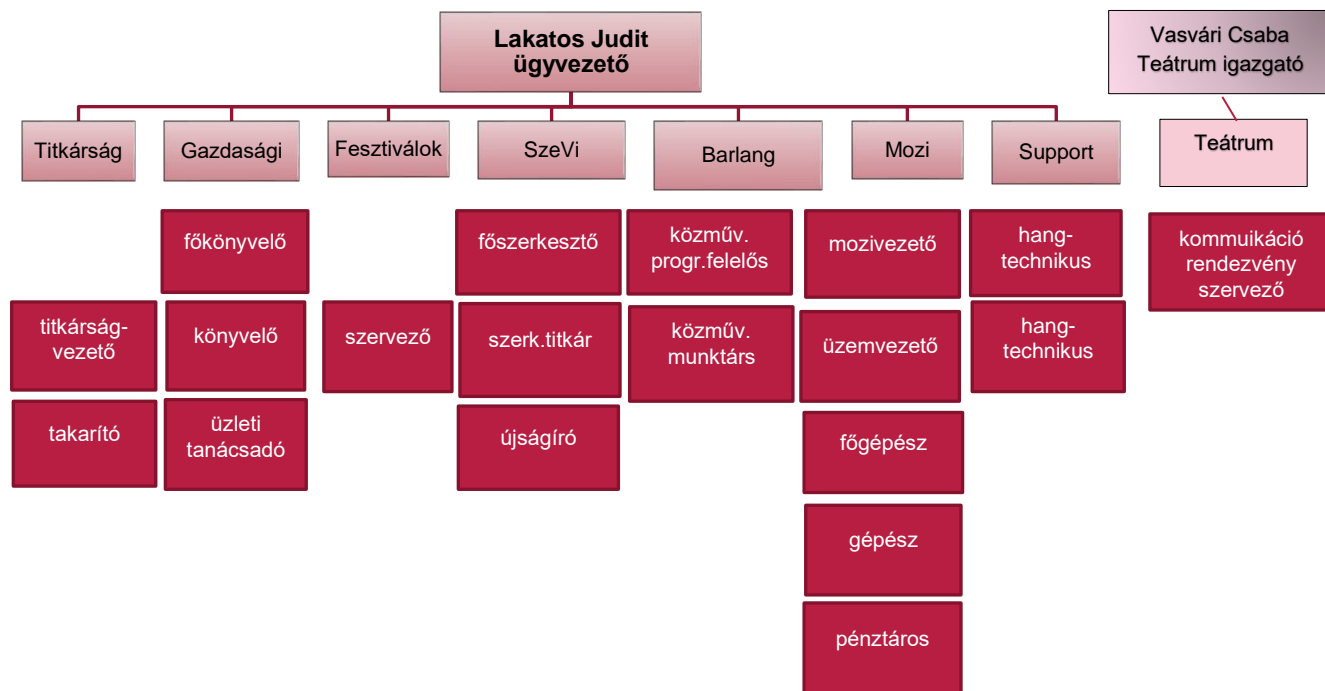 Lakatos Judit
ügyvezető
Vasvári Csaba
Teátrum igazgató
Titkárság
Gazdasági
Fesztiválok
SzeVi
Barlang
Mozi
Support
Teátrum
főkönyvelő
főszerkesztő
közműv.
progr.felelős
mozivezető
hang-
technikus
kommuikáció
rendezvény
szervező
titkárság-
vezető
könyvelő
szervező
szerk.titkár
közműv.
munktárs
üzemvezető
hang-
technikus
takarító
üzleti
tanácsadó
újságíró
főgépész
gépész
pénztáros